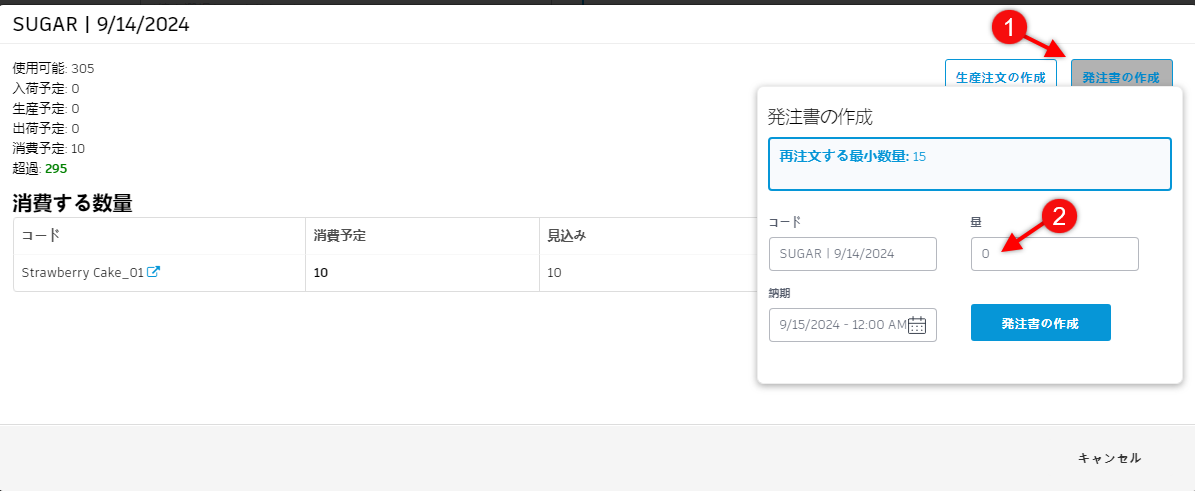 SUGAR | 9/14/2024
1
使用可能: 305
入荷予定: 0
生産予定: 0
出荷予定: 0
消費予定: 10
超過: 295
生産注文の作成
発注書の作成
消費する数量
コード 消費予定 見込み
Strawberry Cake_01 10 10
発注書の作成
再注文する最小数量: 15
2
コード 量
SUGAR | 9/14/2024 0
納期
9/15/2024 - 12:00 AM
発注書の作成
キャンセル